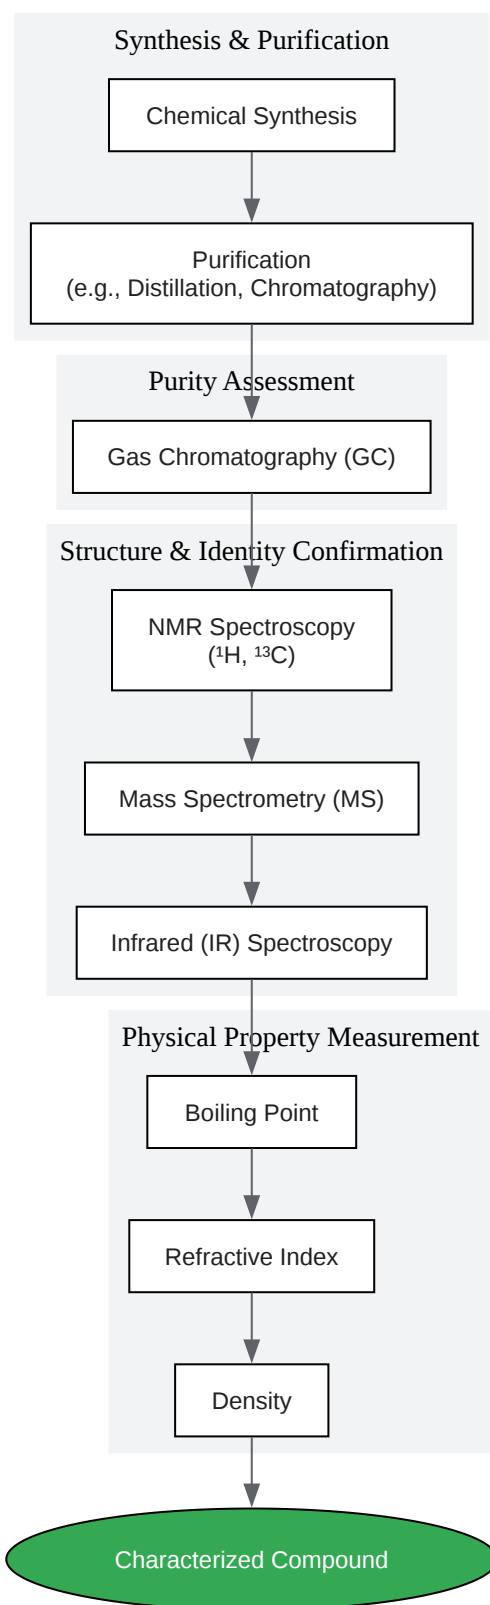 Synthesis & Purification
Chemical Synthesis
Purification
(e.g., Distillation, Chromatography)
Purity Assessment
Gas Chromatography (GC)
Structure & Identity Confirmation
NMR Spectroscopy
(¹H, ¹³C)
Mass Spectrometry (MS)
Infrared (IR) Spectroscopy
Physical Property Measurement
Boiling Point
Refractive Index
Density
Characterized Compound